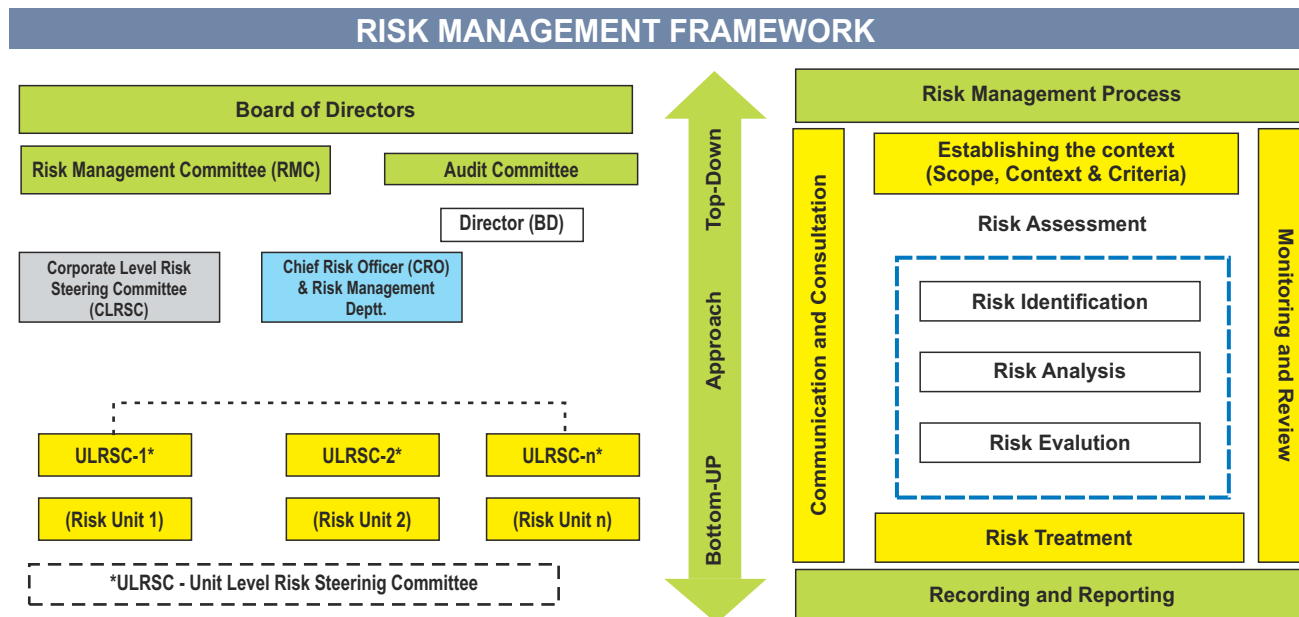 RISK MANAGEMENT FRAMEWORK
Board of Directors
Risk Management Committee (RMC)
Audit Committee
Director (BD)
Corporate Level Risk
Steering Committee
(CLRSC)
Chief Risk Officer (CRO)
& Risk Management
Deptt.
ULRSC-1*
ULRSC-2*
ULRSC-n*
(Risk Unit 1)
(Risk Unit 2)
(Risk Unit n)
*ULRSC - Unit Level Risk Steerinig Committee
Top-Down
Approach
Bottom-UP
Risk Management Process
Communication and Consultation
Establishing the context
(Scope, Context & Criteria)
Risk Assessment
Risk Identification
Risk Analysis
Risk Evalution
Risk Treatment
Monitoring and Review
Recording and Reporting